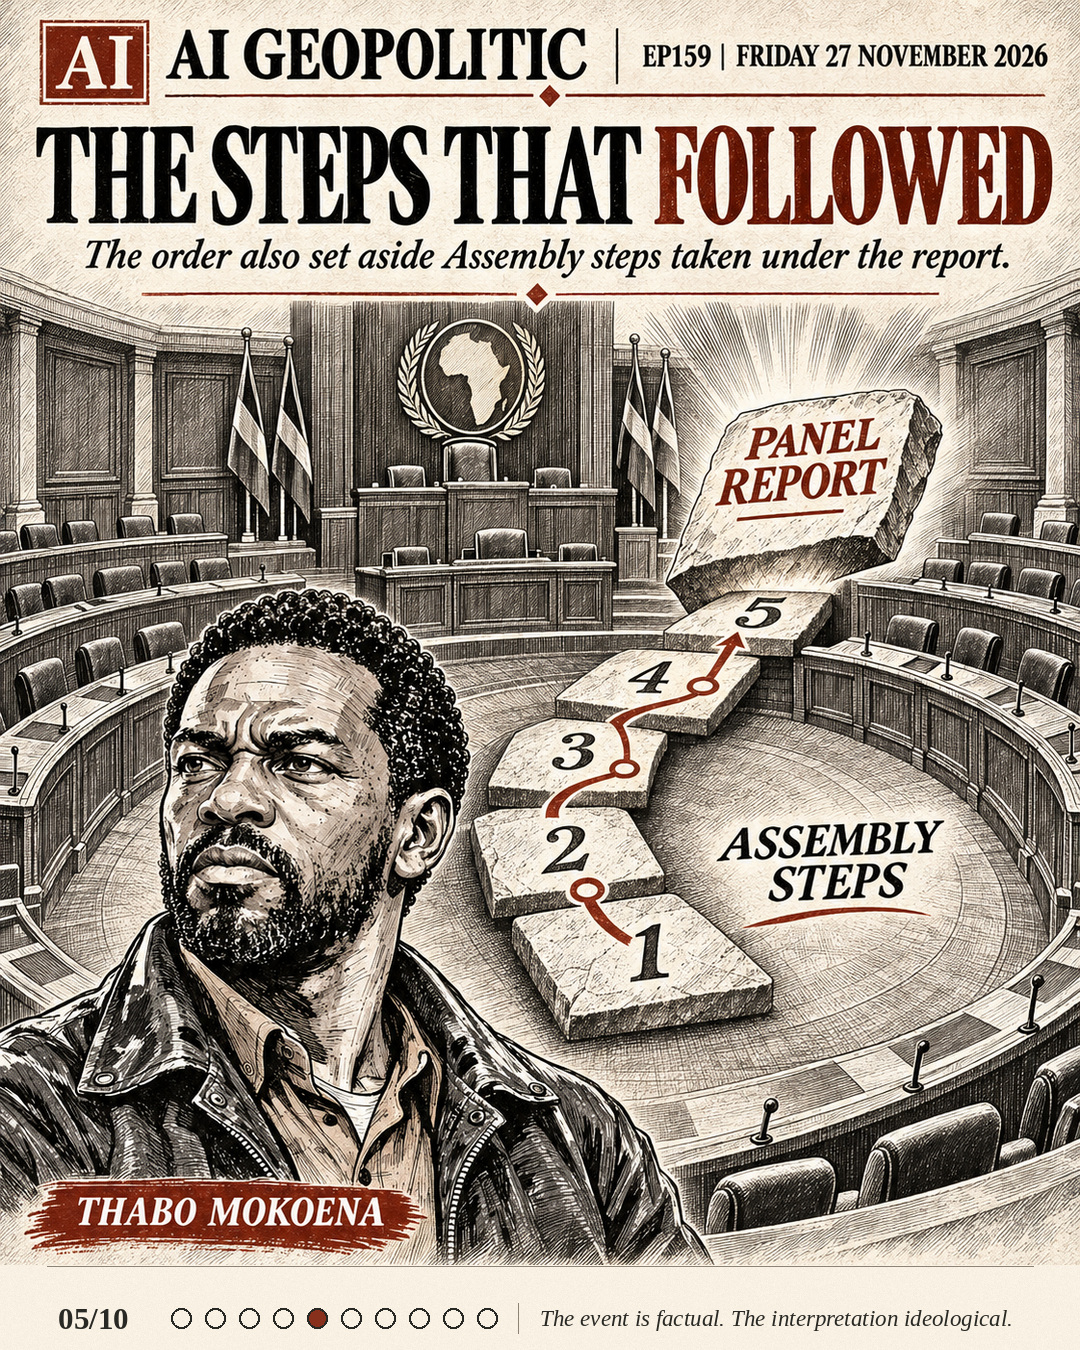 AI
AI GEOPOLITIC
EP159 | FRIDAY 27 NOVEMBER 2026
THE STEPS THAT FOLLOWED
The order also set aside Assembly steps taken under the report.
PANEL
REPORT
5
4
3
2
1
ASSEMBLY
STEPS
THABO MOKOENA
05/10
The event is factual. The interpretation ideological.